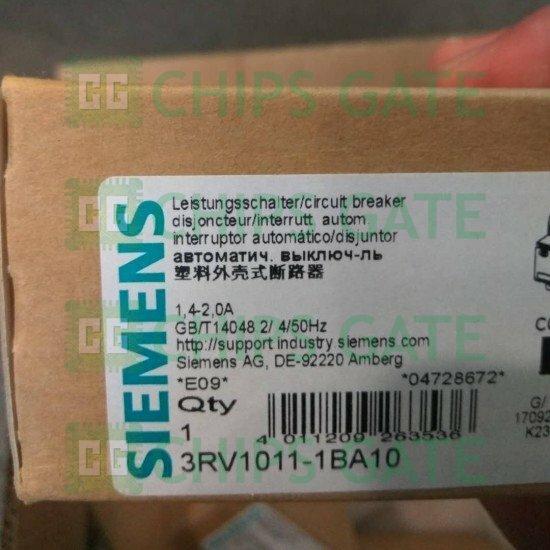 CHIPS GATE
CHIPS GATE
CHIPS GATE
CHIPS GATE
SIEMENS
Leistungsschalter/circuit breaker
disjoncteur/interrutt. autom
interruptor automático/disjuntor
автоматич. выключ-ль
塑料外壳式断路器
1,4-2,0A
GB/T14048 2/ 4/50Hz
http://support industry siemens com
Siemens AG, DE-92220 Amberg
*E09*
*04728672*
Qty
1
4 011209 263536
3RV1011-1BA10
CO
G/
17092
K23